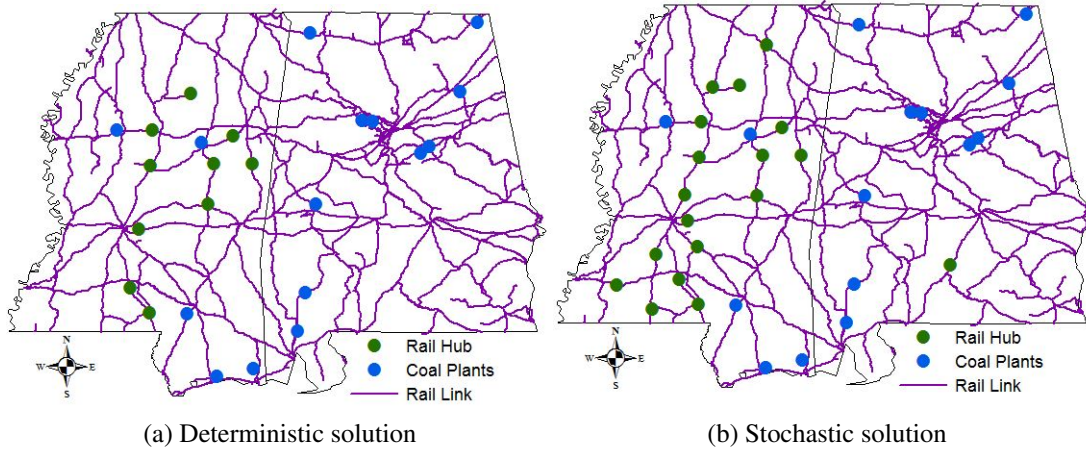 N
W E
S
Rail Hub
Coal Plants
Rail Link
(a) Deterministic solution
N
W E
S
Rail Hub
Coal Plants
Rail Link
(b) Stochastic solution